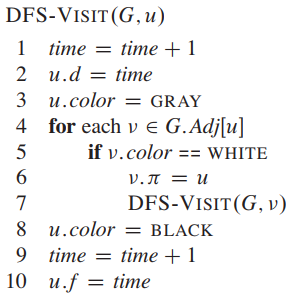 DFS-VISIT(G, u)
1 time = time + 1
2 u.d = time
3 u.color = GRAY
4 for each v ∈ G.Adj[u]
5 if v.color == WHITE
6 v.π = u
7 DFS-VISIT(G, v)
8 u.color = BLACK
9 time = time + 1
10 u.f = time